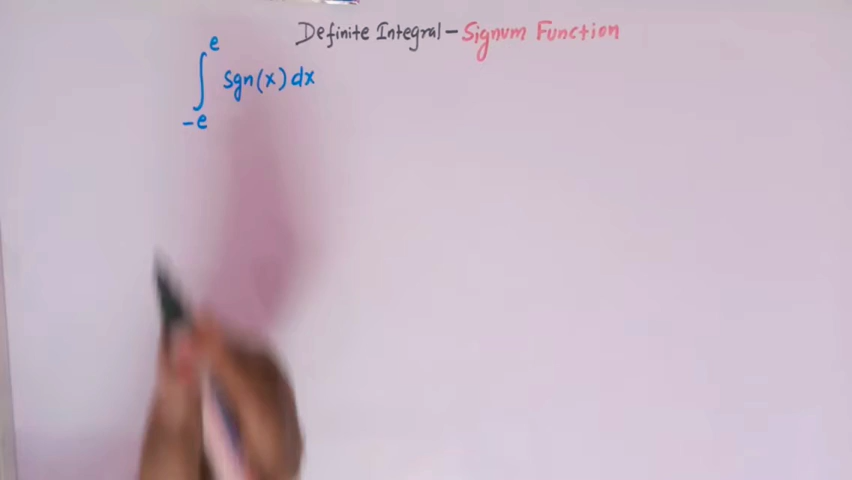 Definite Integral - Signum Function
∫_{-e}^{e} sgn(x) dx